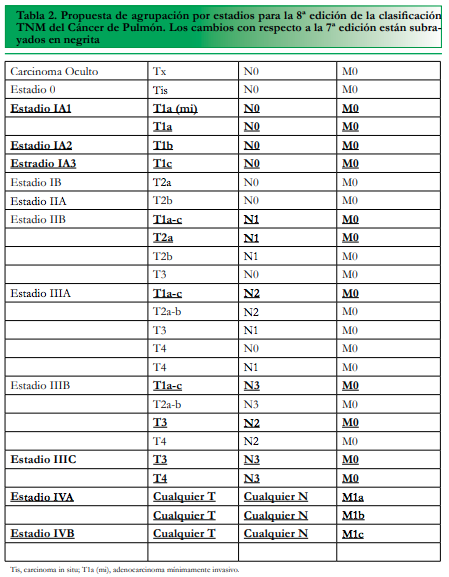 Tabla 2. Propuesta de agrupación por estadios para la 8ª edición de la clasificación
TNM del Cáncer de Pulmón. Los cambios con respecto a la 7ª edición están subra-
yados en negrita
Carcinoma Oculto Tx N0 M0
Estadio 0 Tis N0 M0
Estadio IA1 T1a (mi) N0 M0
T1a N0 M0
Estadio IA2 T1b N0 M0
Estradio IA3 T1c N0 M0
Estadio IB T2a N0 M0
Estadio IIA T2b N0 M0
Estadio IIB T1a-c N1 M0
T2a N1 M0
T2b N1 M0
T3 N0 M0
Estadio IIIA T1a-c N2 M0
T2a-b N2 M0
T3 N1 M0
T4 N0 M0
T4 N1 M0
Estadio IIIB T1a-c N3 M0
T2a-b N3 M0
T3 N2 M0
T4 N2 M0
Estadio IIIC T3 N3 M0
T4 N3 M0
Estadio IVA Cualquier T Cualquier N M1a
Cualquier T Cualquier N M1b
Estadio IVB Cualquier T Cualquier N M1c
Tis, carcinoma in situ; T1a (mi), adenocarcinoma mínimamente invasivo.